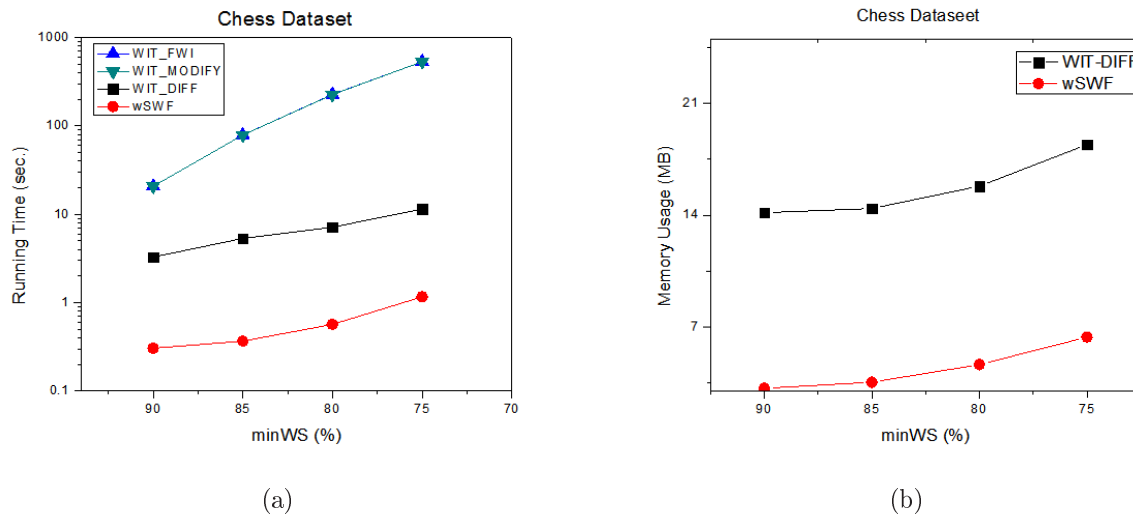 Chess Dataset
1000
100
10
1
0.1
Running Time (sec.)
WIT_FWI
WIT_MODIFY
WIT_DIFF
wSWF
90
85
80
75
70
minWS (%)
(a)
Chess Dataseet
21
14
7
Memory Usage (MB)
WIT-DIFF
wSWF
90
85
80
75
minWS (%)
(b)